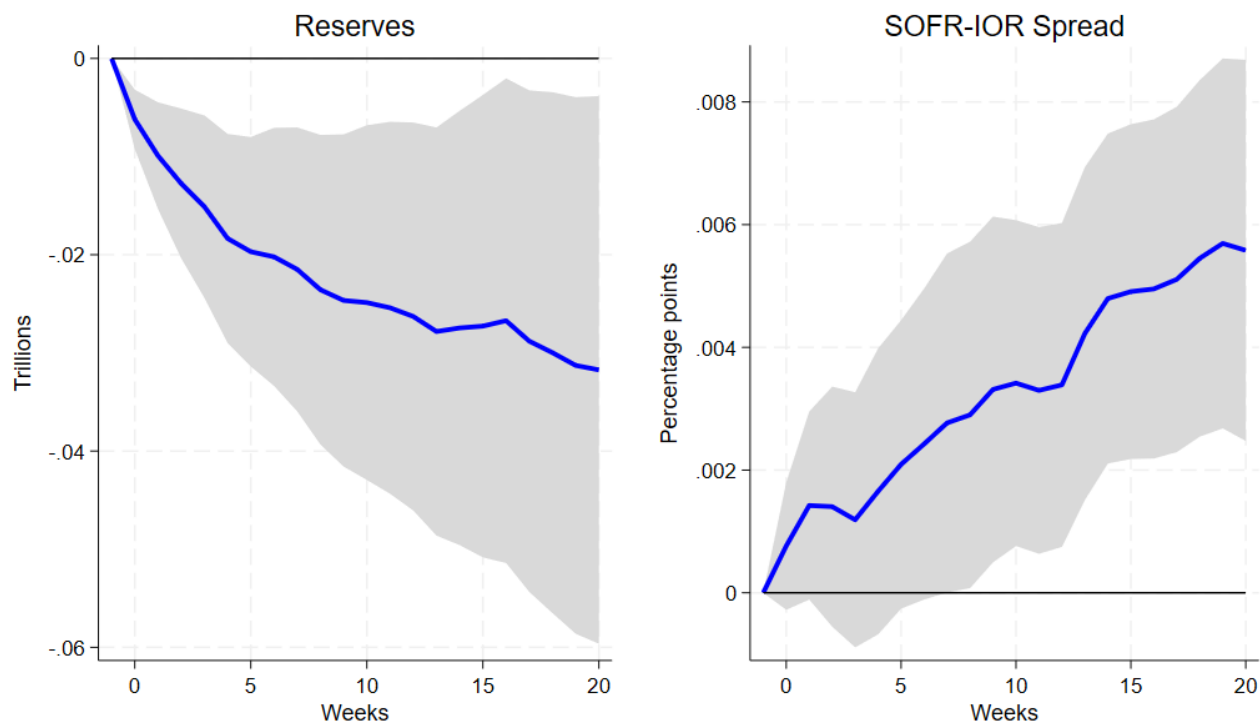 Reserves
0
-.02
-.04
-.06
Trillions
0 5 10 15 20
Weeks
SOFR-IOR Spread
.008
.006
.004
.002
0
Percentage points
0 5 10 15 20
Weeks